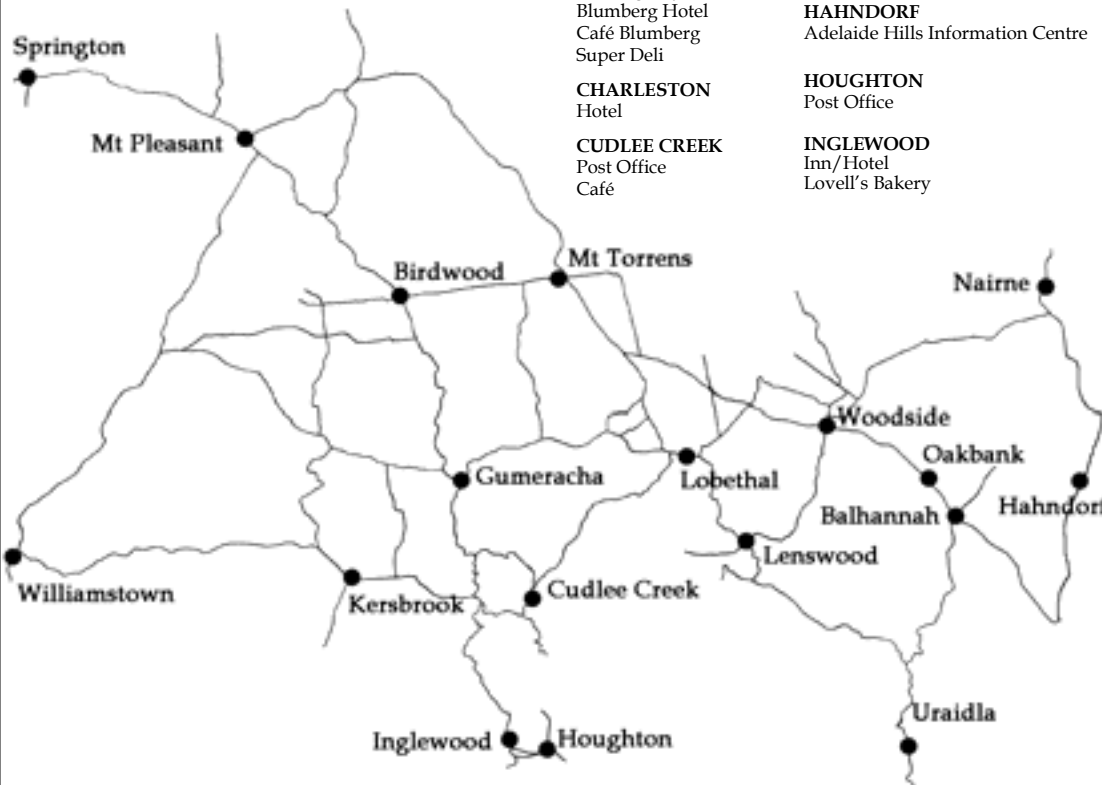 Blumberg Hotel
Café Blumberg
Super Deli
CHARLESTON
Hotel
CUDLEE CREEK
Post Office
Café
HAHNDORF
Adelaide Hills Information Centre
HOUGHTON
Post Office
INGLEWOOD
Inn/Hotel
Lovell's Bakery
Springton
Mt Pleasant
Mt Torrens
Birdwood
Nairne
Woodside
Oakbank
Gumeracha
Lobethal
Hahndorf
Balhannah
Lenswood
Williamstown
Kersbrook
Cudlee Creek
Uraidla
Inglewood
Houghton